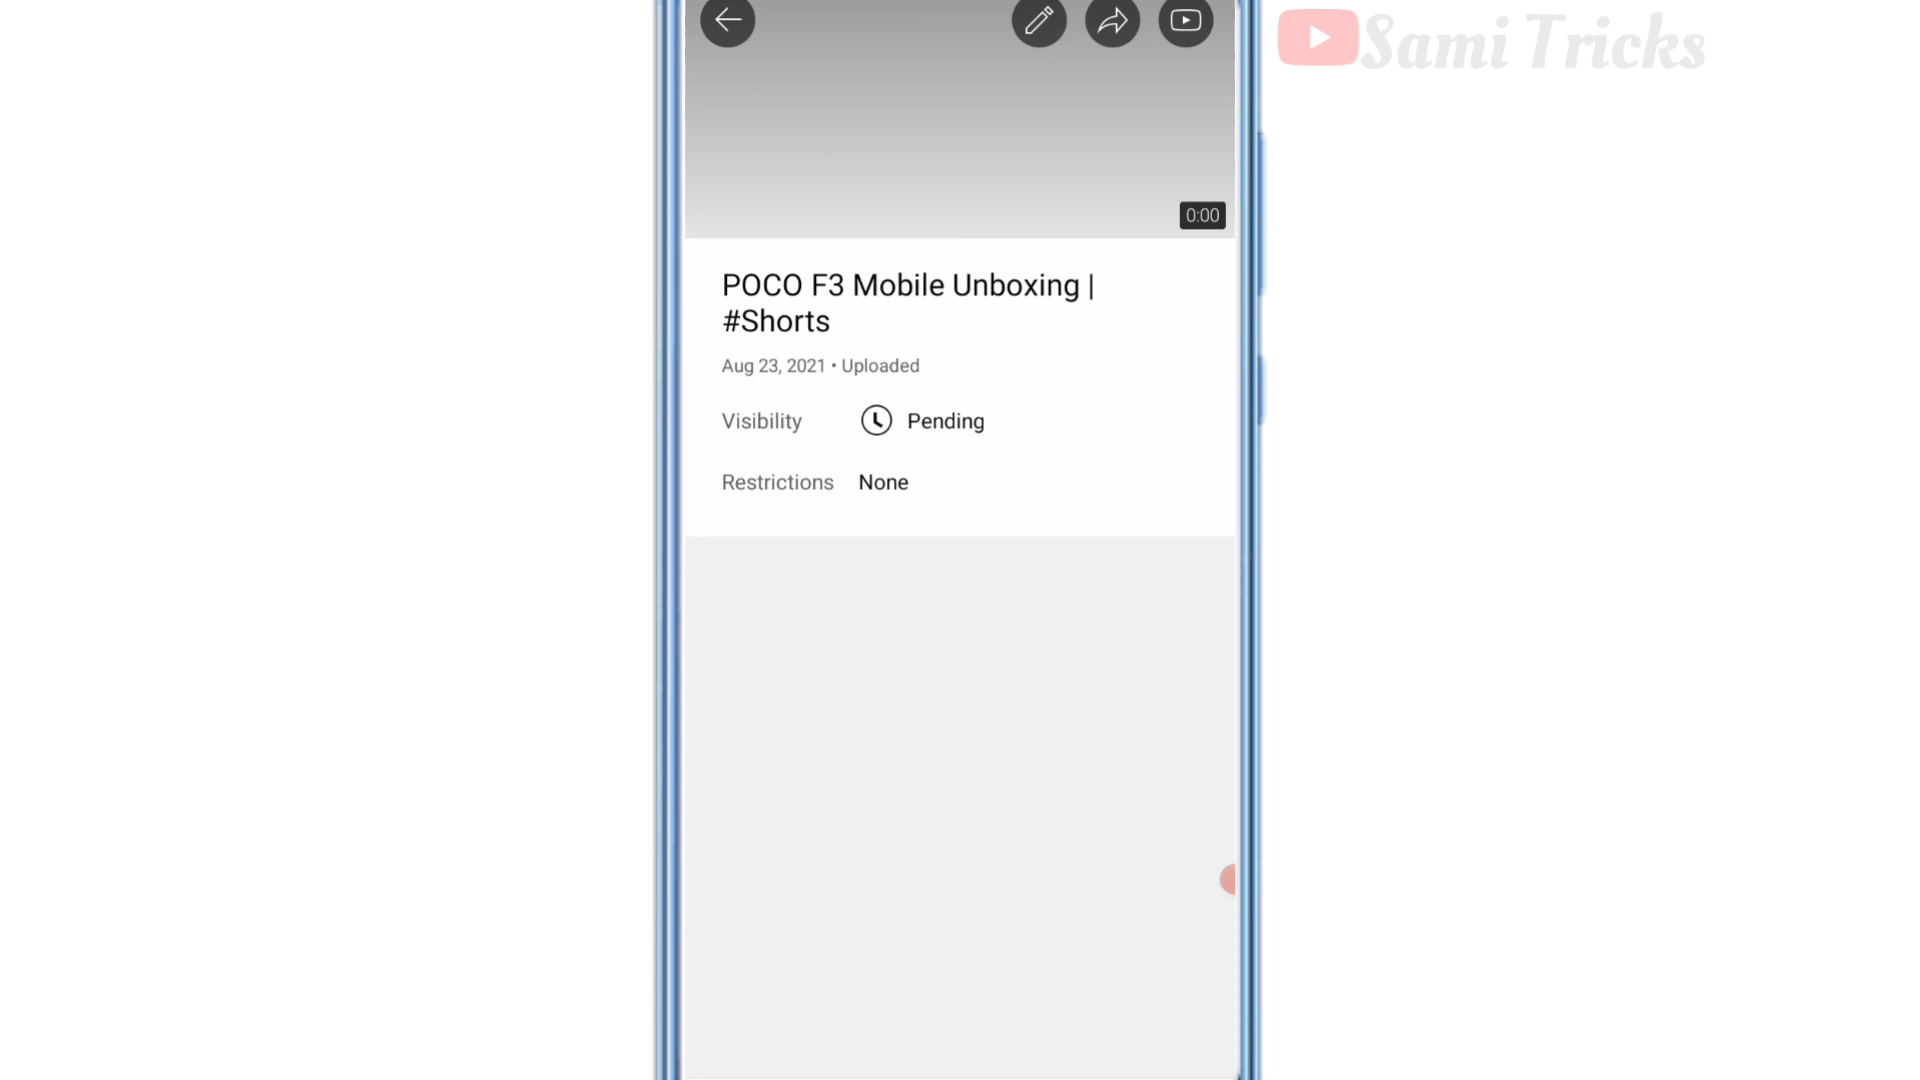 Sami Tricks
0:00
POCO F3 Mobile Unboxing |
#Shorts
Aug 23, 2021 • Uploaded
Visibility Pending
Restrictions None